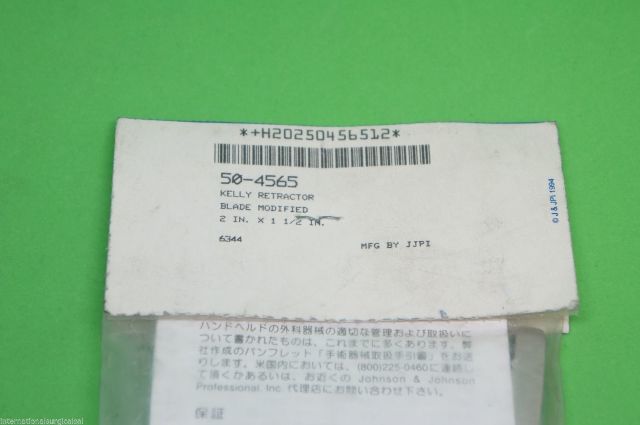 *+H20250456512*
50-4565
KELLY RETRACTOR
BLADE MODIFIED
2 IN. X 1 1/2 IN.
6344
MFG BY JJPI
© J & JPI 1994
ハンドヘルドの外科器械の適切な管理および取扱いに
ついて書かれたものは、これまでに多くあります。弊
社作成のパンフレット「手術器械取扱手引書」をお送
りします。米国内においては、(800)225-0460に連絡し
て頂くかあるいは、お近くの Johnson & Johnson
Professional, Inc. 代理店にお問い合わせ下さい。
保証
internationalsurgicalsal